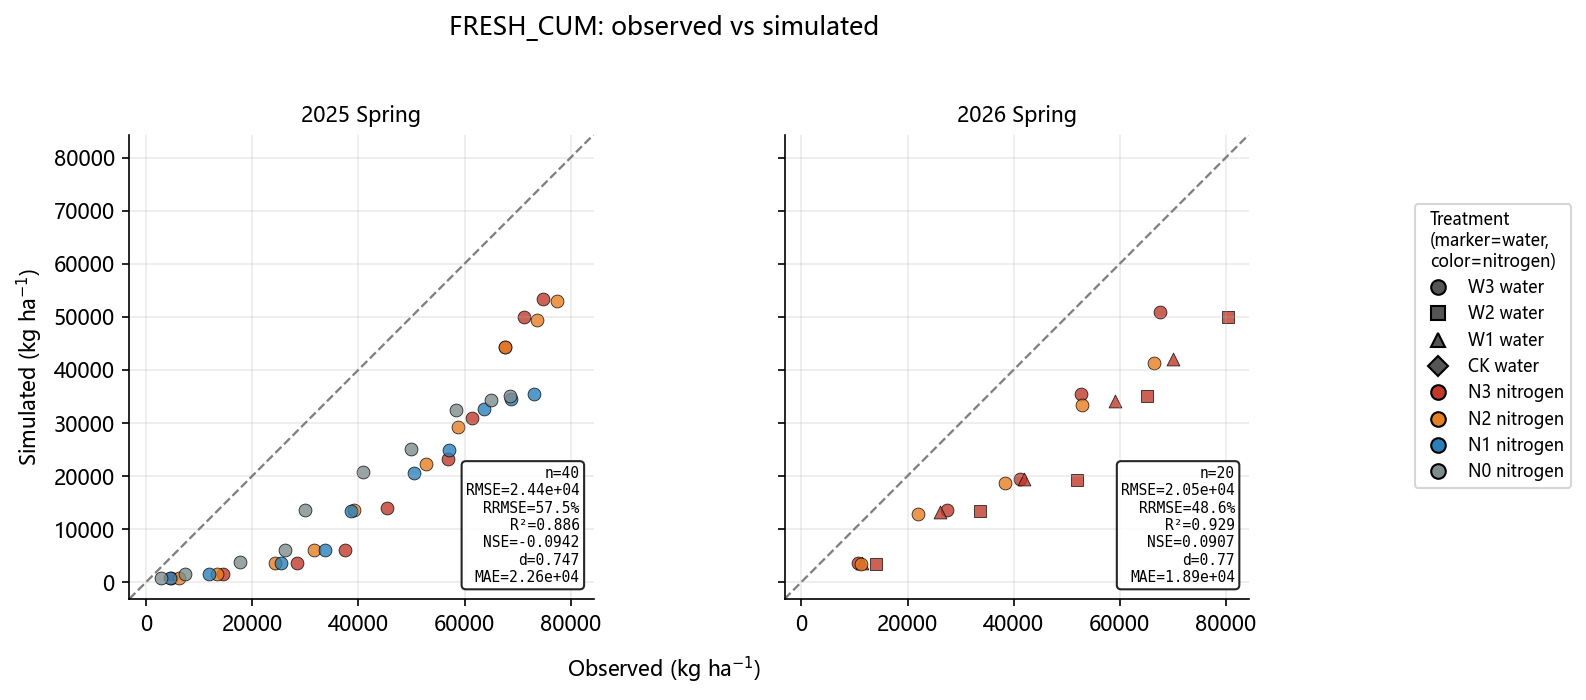 FRESH_CUM: observed vs simulated
2025 Spring
2026 Spring
Simulated (kg ha⁻¹)
80000
70000
60000
50000
40000
30000
20000
10000
0
n=40
RMSE=2.44e+04
RRMSE=57.5%
R²=0.886
NSE=-0.0942
d=0.747
MAE=2.26e+04
n=20
RMSE=2.05e+04
RRMSE=48.6%
R²=0.929
NSE=0.0907
d=0.77
MAE=1.89e+04
0 20000 40000 60000 80000
0 20000 40000 60000 80000
Observed (kg ha⁻¹)
Treatment
(marker=water,
color=nitrogen)
W3 water
W2 water
W1 water
CK water
N3 nitrogen
N2 nitrogen
N1 nitrogen
N0 nitrogen